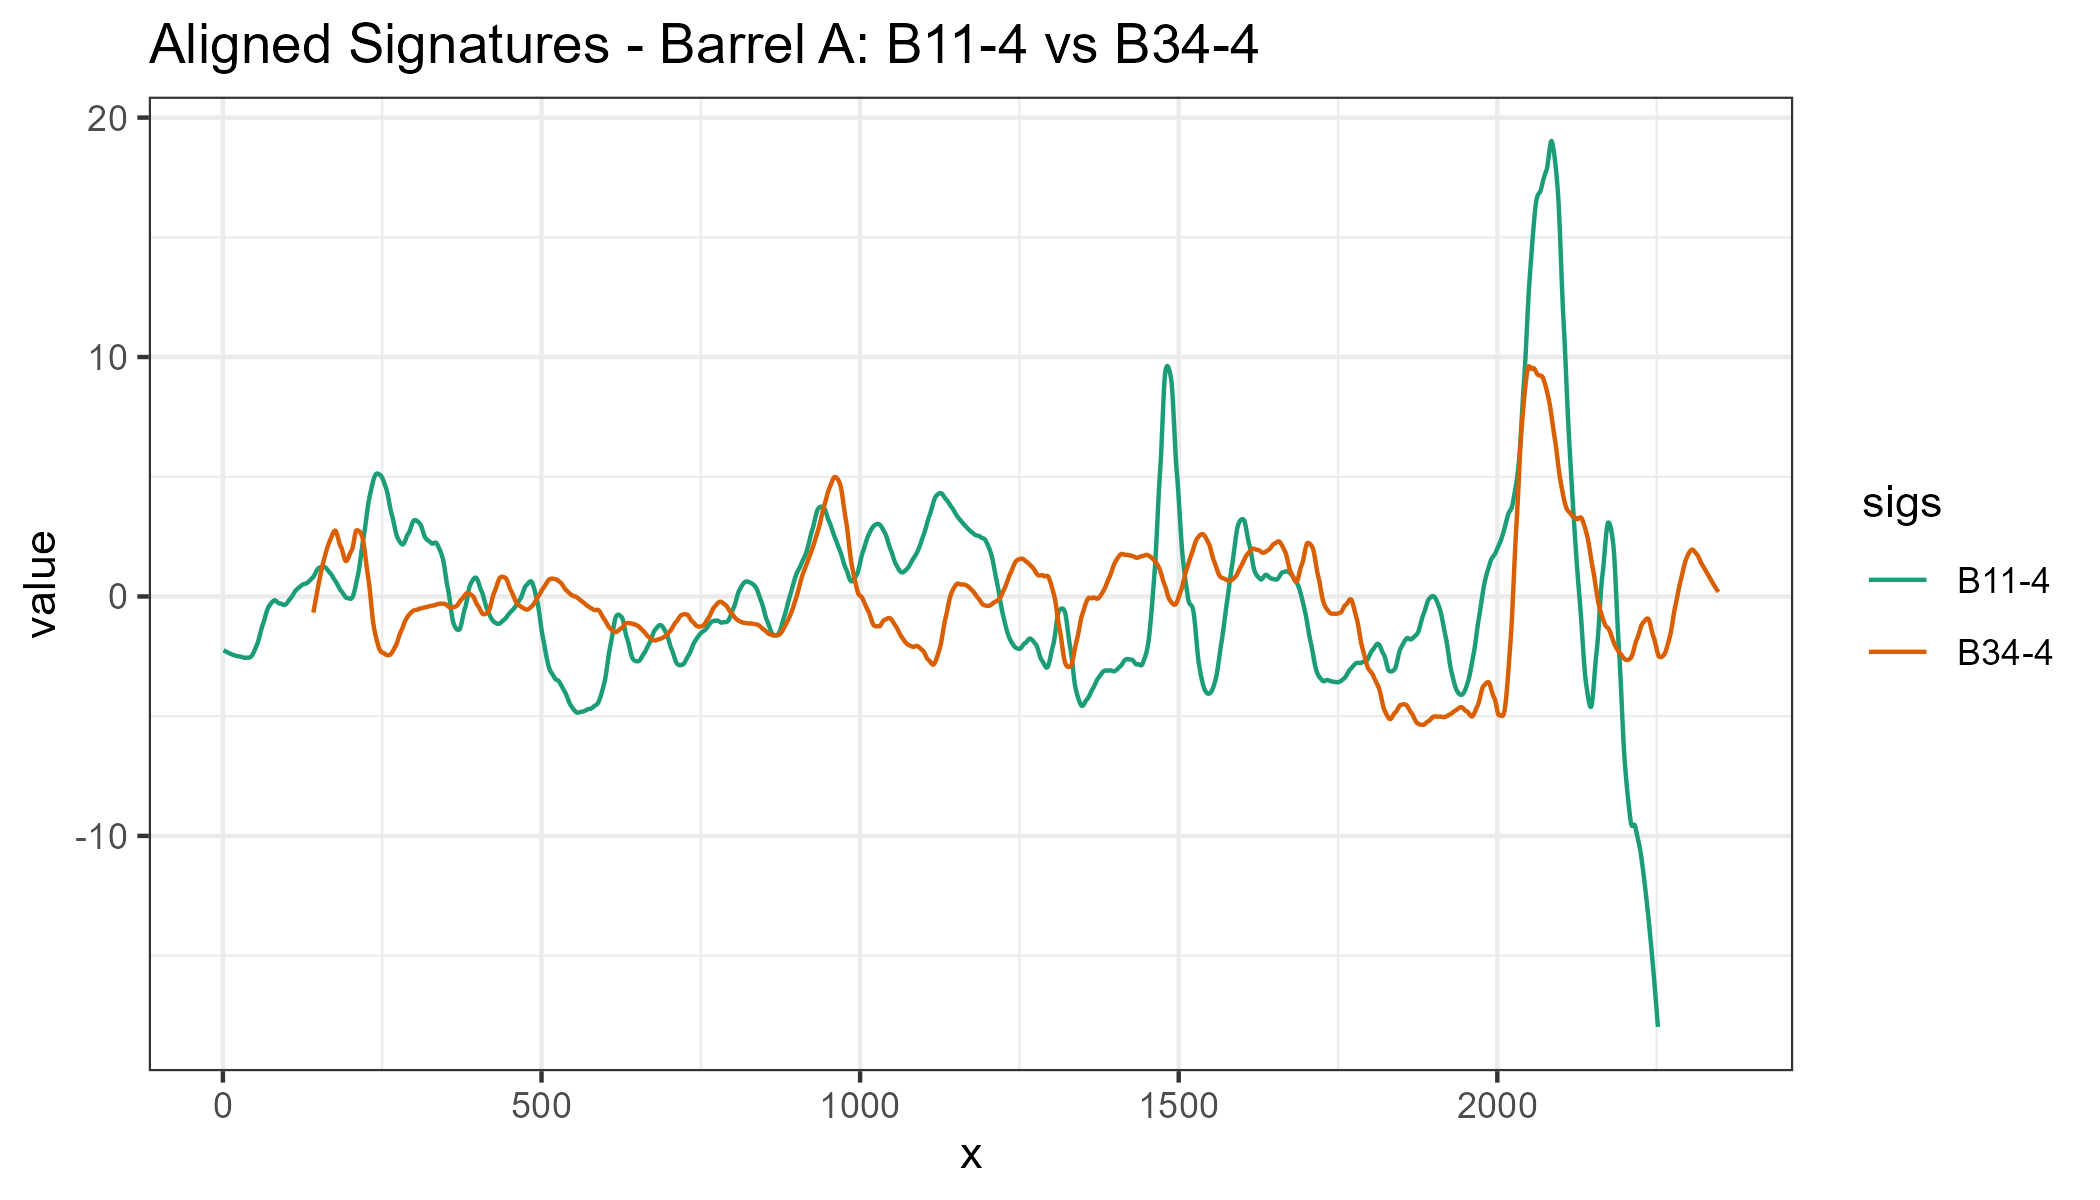 Aligned Signatures - Barrel A: B11-4 vs B34-4
20
10
0
-10
value
0 500 1000 1500 2000
x
sigs
B11-4
B34-4